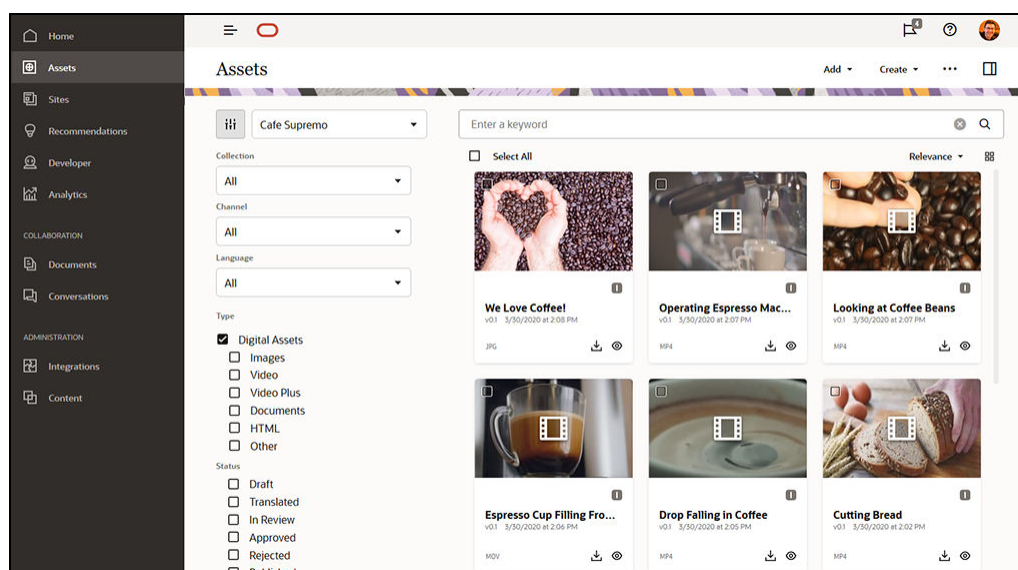 Home
Assets
Sites
Recommendations
Developer
Analytics
COLLABORATION
Documents
Conversations
ADMINISTRATION
Integrations
Content
4
Assets
Add
Create
Cafe Supremo
Enter a keyword
Collection
All
Channel
All
Language
All
Type
Digital Assets
Images
Video
Video Plus
Documents
HTML
Other
Status
Draft
Translated
In Review
Approved
Rejected
Select All
Relevance
We Love Coffee!
v0.1 3/30/2020 at 2:08 PM
JPG
Operating Espresso Mac...
v0.1 3/30/2020 at 2:07 PM
MP4
Looking at Coffee Beans
v0.1 3/30/2020 at 2:07 PM
MP4
Espresso Cup Filling Fro...
v0.1 3/30/2020 at 2:06 PM
MOV
Drop Falling in Coffee
v0.1 3/30/2020 at 2:05 PM
MP4
Cutting Bread
v0.1 3/30/2020 at 2:02 PM
MP4